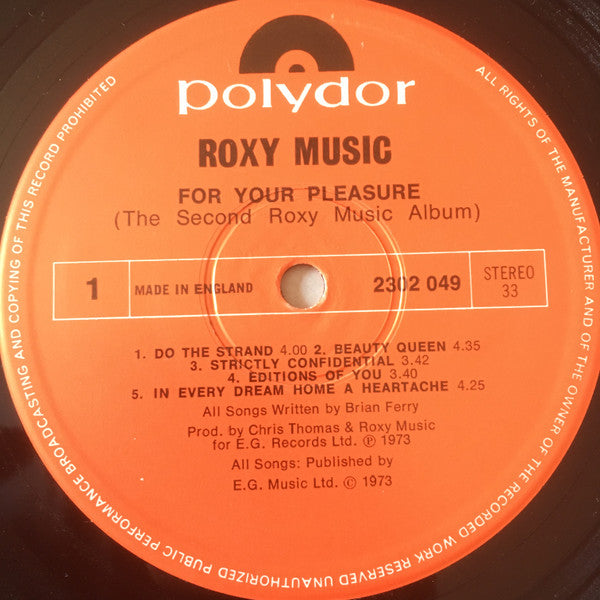 polydor
ROXY MUSIC
FOR YOUR PLEASURE
(The Second Roxy Music Album)
1
MADE IN ENGLAND
2302 049
STEREO
33
1. DO THE STRAND 4.00 2. BEAUTY QUEEN 4.35
3. STRICTLY CONFIDENTIAL 3.42
4. EDITIONS OF YOU 3.40
5. IN EVERY DREAM HOME A HEARTACHE 4.25
All Songs Written by Brian Ferry
Prod. by Chris Thomas & Roxy Music
for E.G. Records Ltd. ℗ 1973
All Songs: Published by
E.G. Music Ltd. © 1973
ALL RIGHTS OF THE MANUFACTURER AND OF THE OWNER OF THE RECORDED WORK RESERVED UNAUTHORIZED PUBLIC PERFORMANCE BROADCASTING AND COPYING OF THIS RECORD PROHIBITED